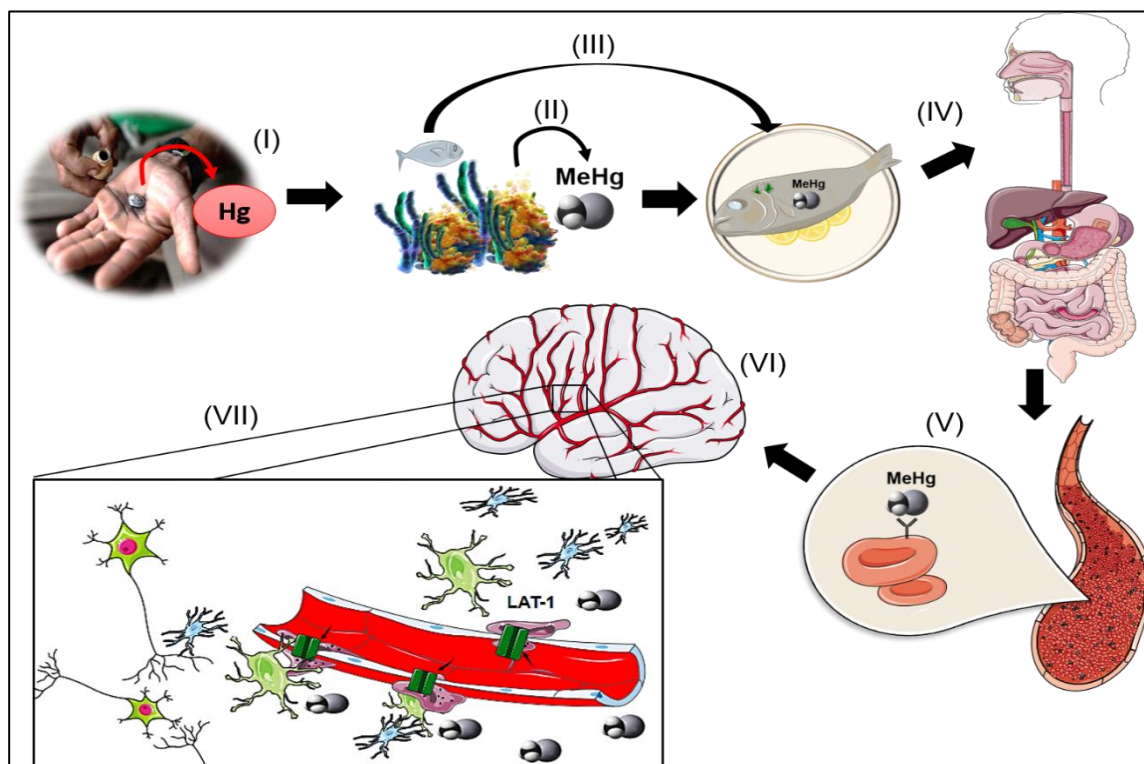 (I)
Hg
(II)
MeHg
(III)
MeHg
(IV)
(V)
MeHg
(VI)
(VII)
LAT-1